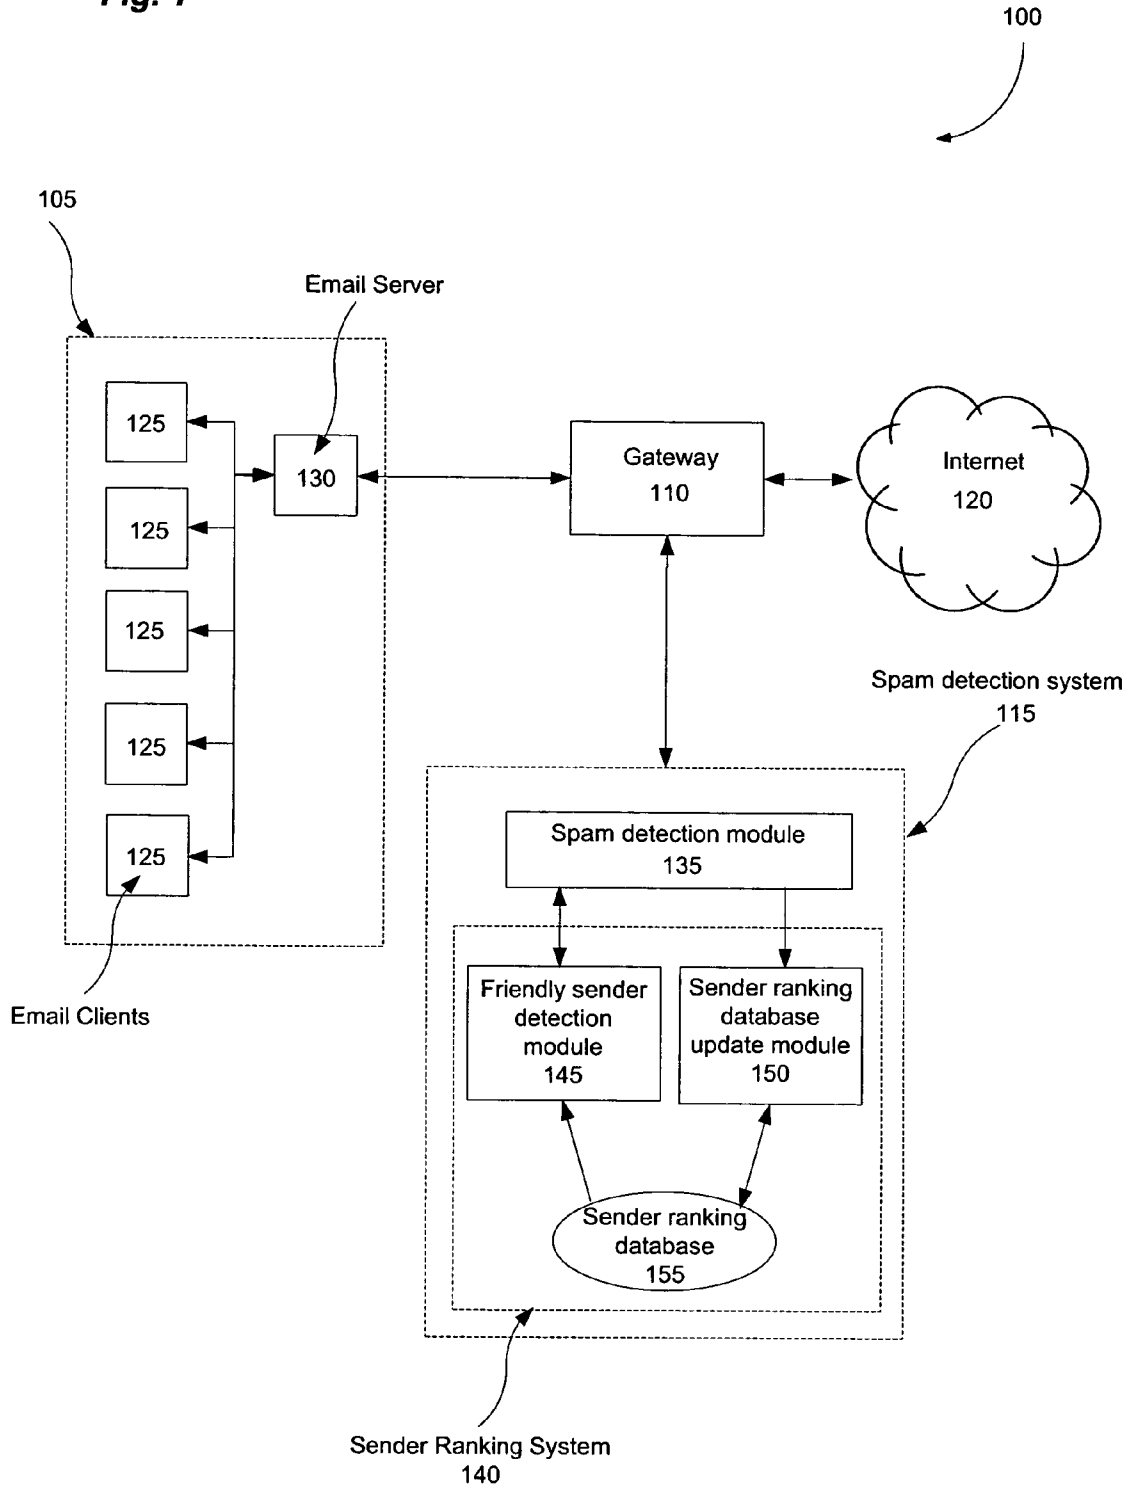 Fig. 1
100
105
Email Server
125
130
Gateway
110
Internet
120
125
125
Spam detection system
115
125
Spam detection module
135
125
Email Clients
Friendly sender
detection
module
145
Sender ranking
database
update module
150
Sender ranking
database
155
Sender Ranking System
140